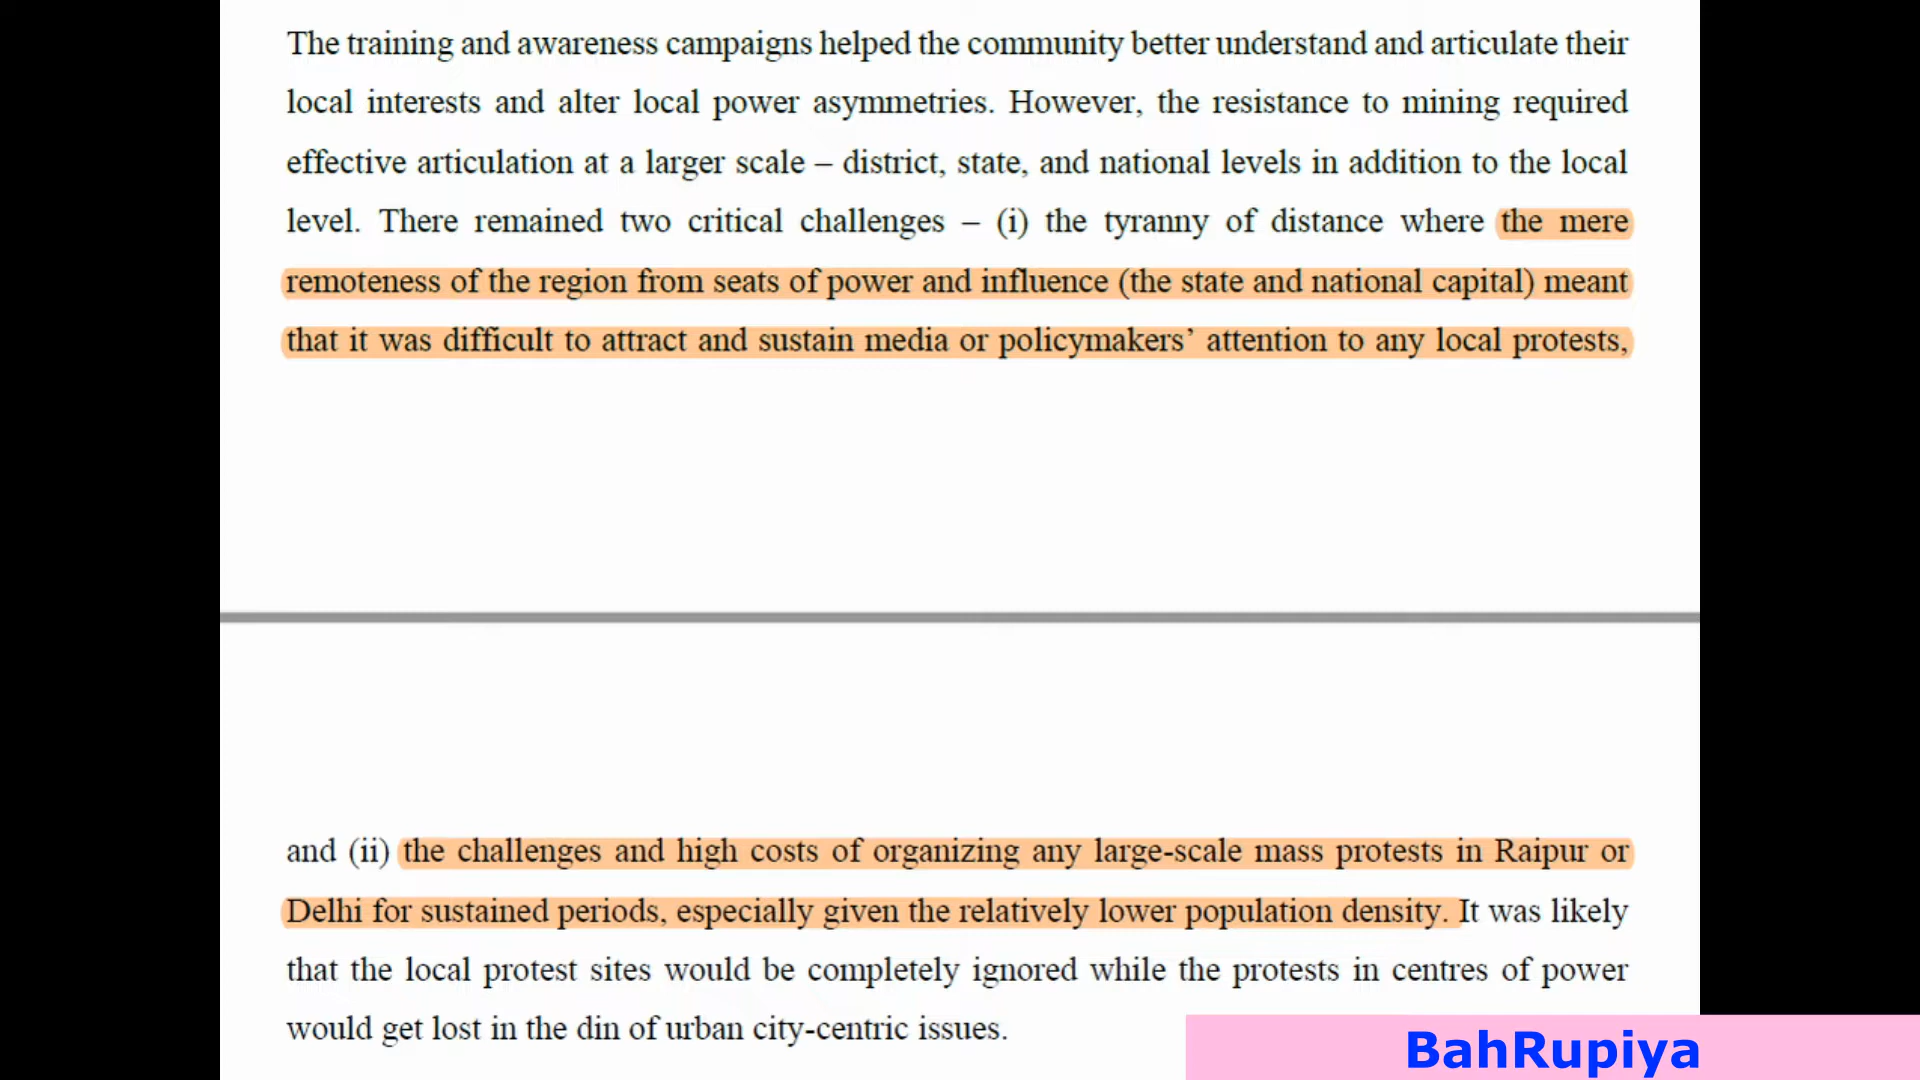 The training and awareness campaigns helped the community better understand and articulate their
local interests and alter local power asymmetries. However, the resistance to mining required
effective articulation at a larger scale – district, state, and national levels in addition to the local
level. There remained two critical challenges – (i) the tyranny of distance where the mere
remoteness of the region from seats of power and influence (the state and national capital) meant
that it was difficult to attract and sustain media or policymakers’ attention to any local protests,
and (ii) the challenges and high costs of organizing any large-scale mass protests in Raipur or
Delhi for sustained periods, especially given the relatively lower population density. It was likely
that the local protest sites would be completely ignored while the protests in centres of power
would get lost in the din of urban city-centric issues.
BahRupiya